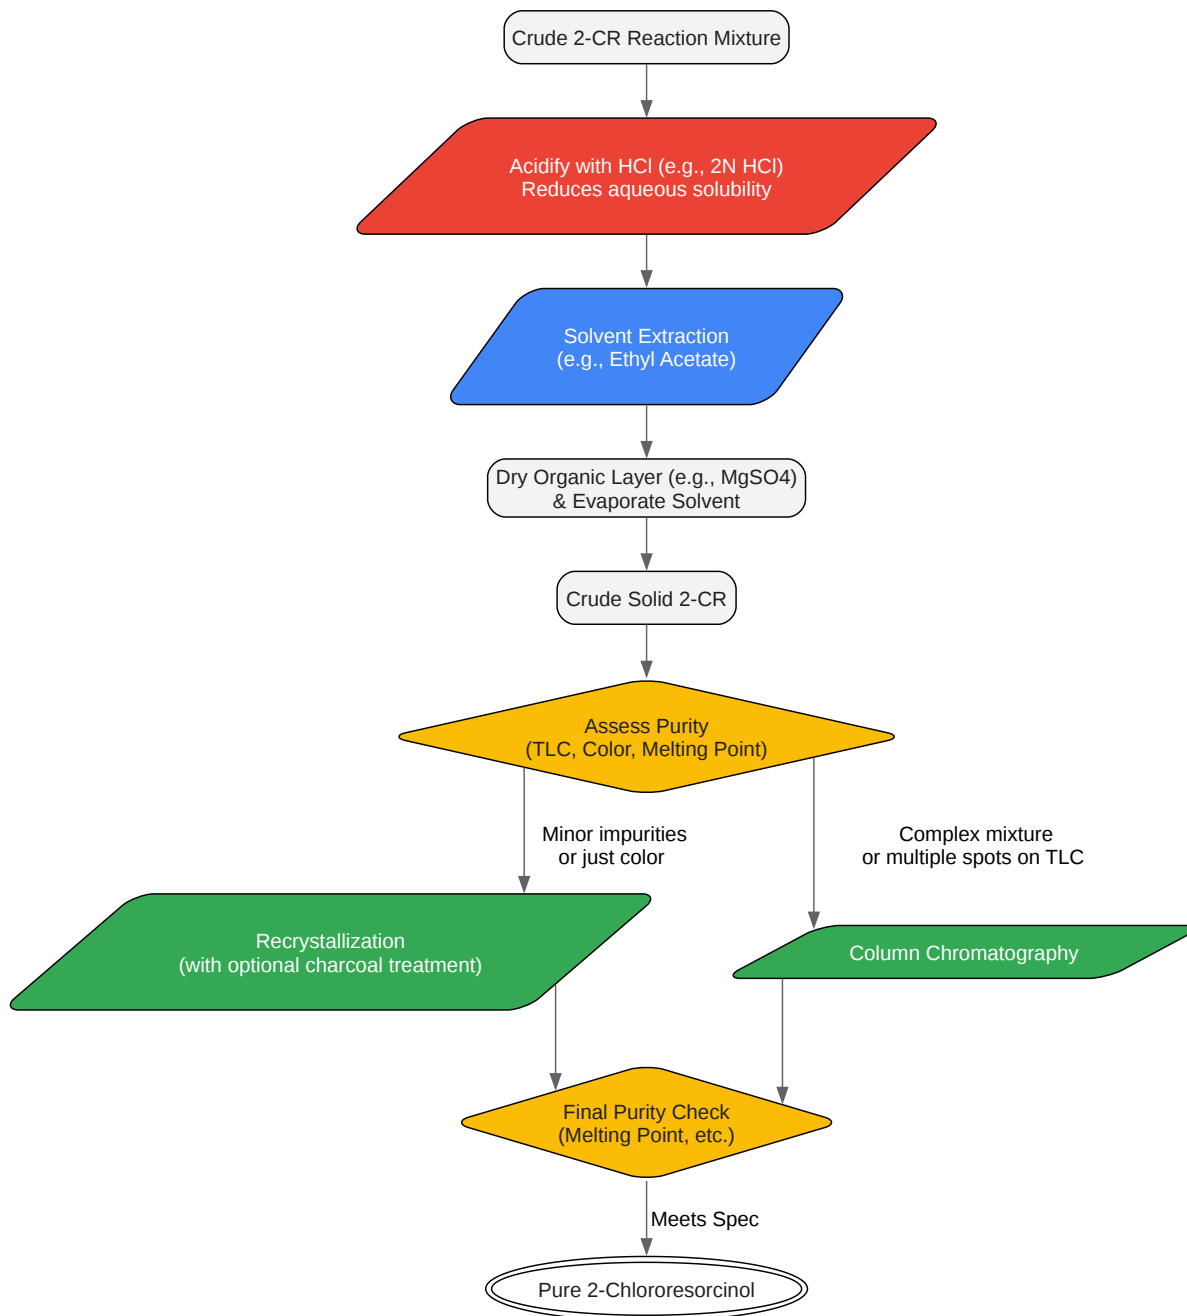 Crude 2-CR Reaction Mixture
Acidify with HCl (e.g., 2N HCl)
Reduces aqueous solubility
Solvent Extraction
(e.g., Ethyl Acetate)
Dry Organic Layer (e.g., MgSO4)
& Evaporate Solvent
Crude Solid 2-CR
Assess Purity
(TLC, Color, Melting Point)
Minor impurities
or just color
Complex mixture
or multiple spots on TLC
Recrystallization
(with optional charcoal treatment)
Column Chromatography
Final Purity Check
(Melting Point, etc.)
Meets Spec
Pure 2-Chlororesorcinol